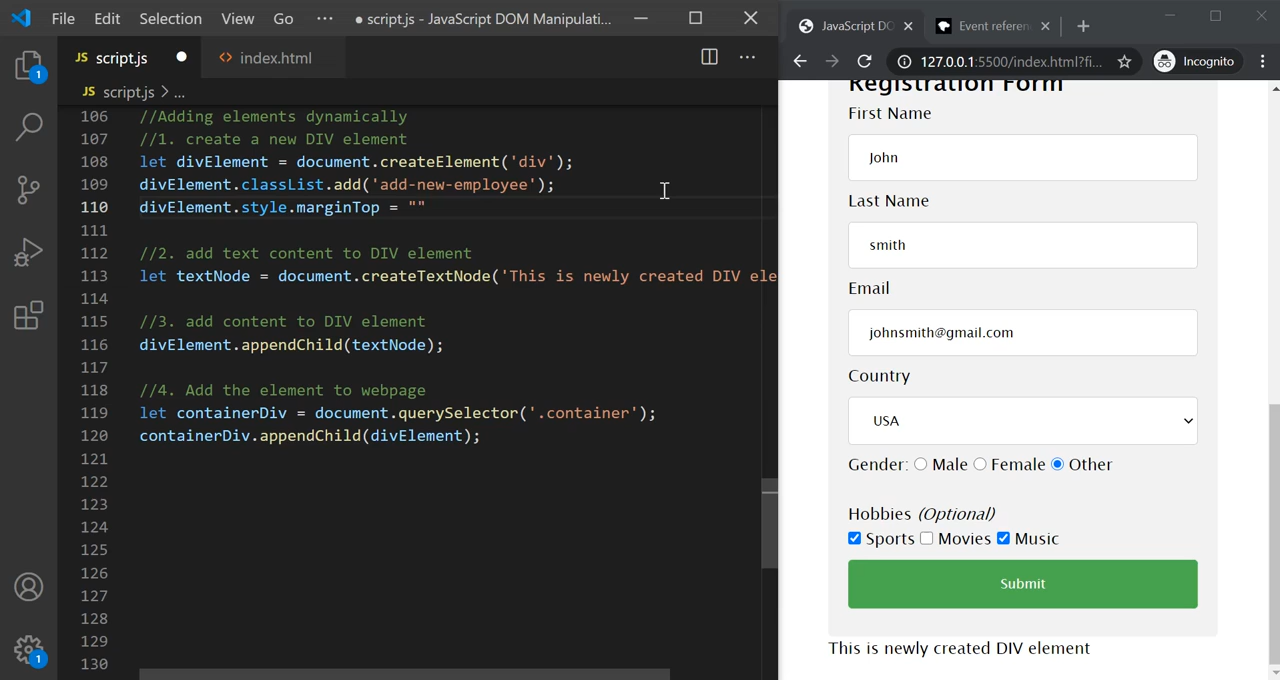 File Edit Selection View Go ··· ● script.js - JavaScript DOM Manipulati...
JS script.js ● <> index.html
JS script.js > ...
106 //Adding elements dynamically
107 //1. create a new DIV element
108 let divElement = document.createElement('div');
109 divElement.classList.add('add-new-employee');
110 divElement.style.marginTop = ""
111
112 //2. add text content to DIV element
113 let textNode = document.createTextNode('This is newly created DIV ele
114
115 //3. add content to DIV element
116 divElement.appendChild(textNode);
117
118 //4. Add the element to webpage
119 let containerDiv = document.querySelector('.container');
120 containerDiv.appendChild(divElement);
121
122
123
124
125
126
127
128
129
130
1
1
JavaScript DO Event referen
127.0.0.1:5500/index.html?fi... Incognito
Registration Form
First Name
John
Last Name
smith
Email
johnsmith@gmail.com
Country
USA
Gender: Male Female Other
Hobbies (Optional)
Sports Movies Music
Submit
This is newly created DIV element